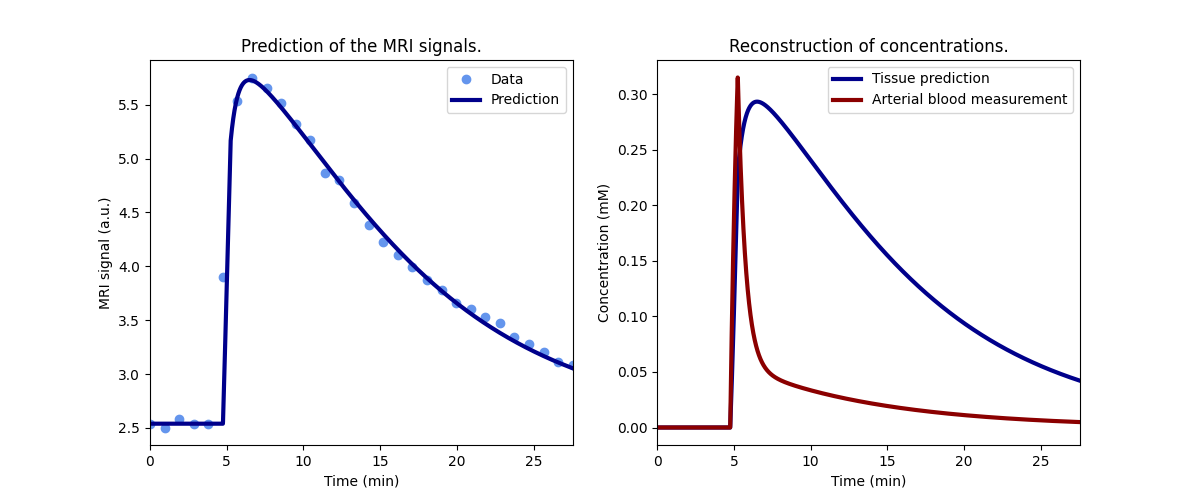 Prediction of the MRI signals.
Data
Prediction
MRI signal (a.u.)
5.5
5.0
4.5
4.0
3.5
3.0
2.5
0 5 10 15 20 25
Time (min)
Reconstruction of concentrations.
Tissue prediction
Arterial blood measurement
Concentration (mM)
0.30
0.25
0.20
0.15
0.10
0.05
0.00
0 5 10 15 20 25
Time (min)